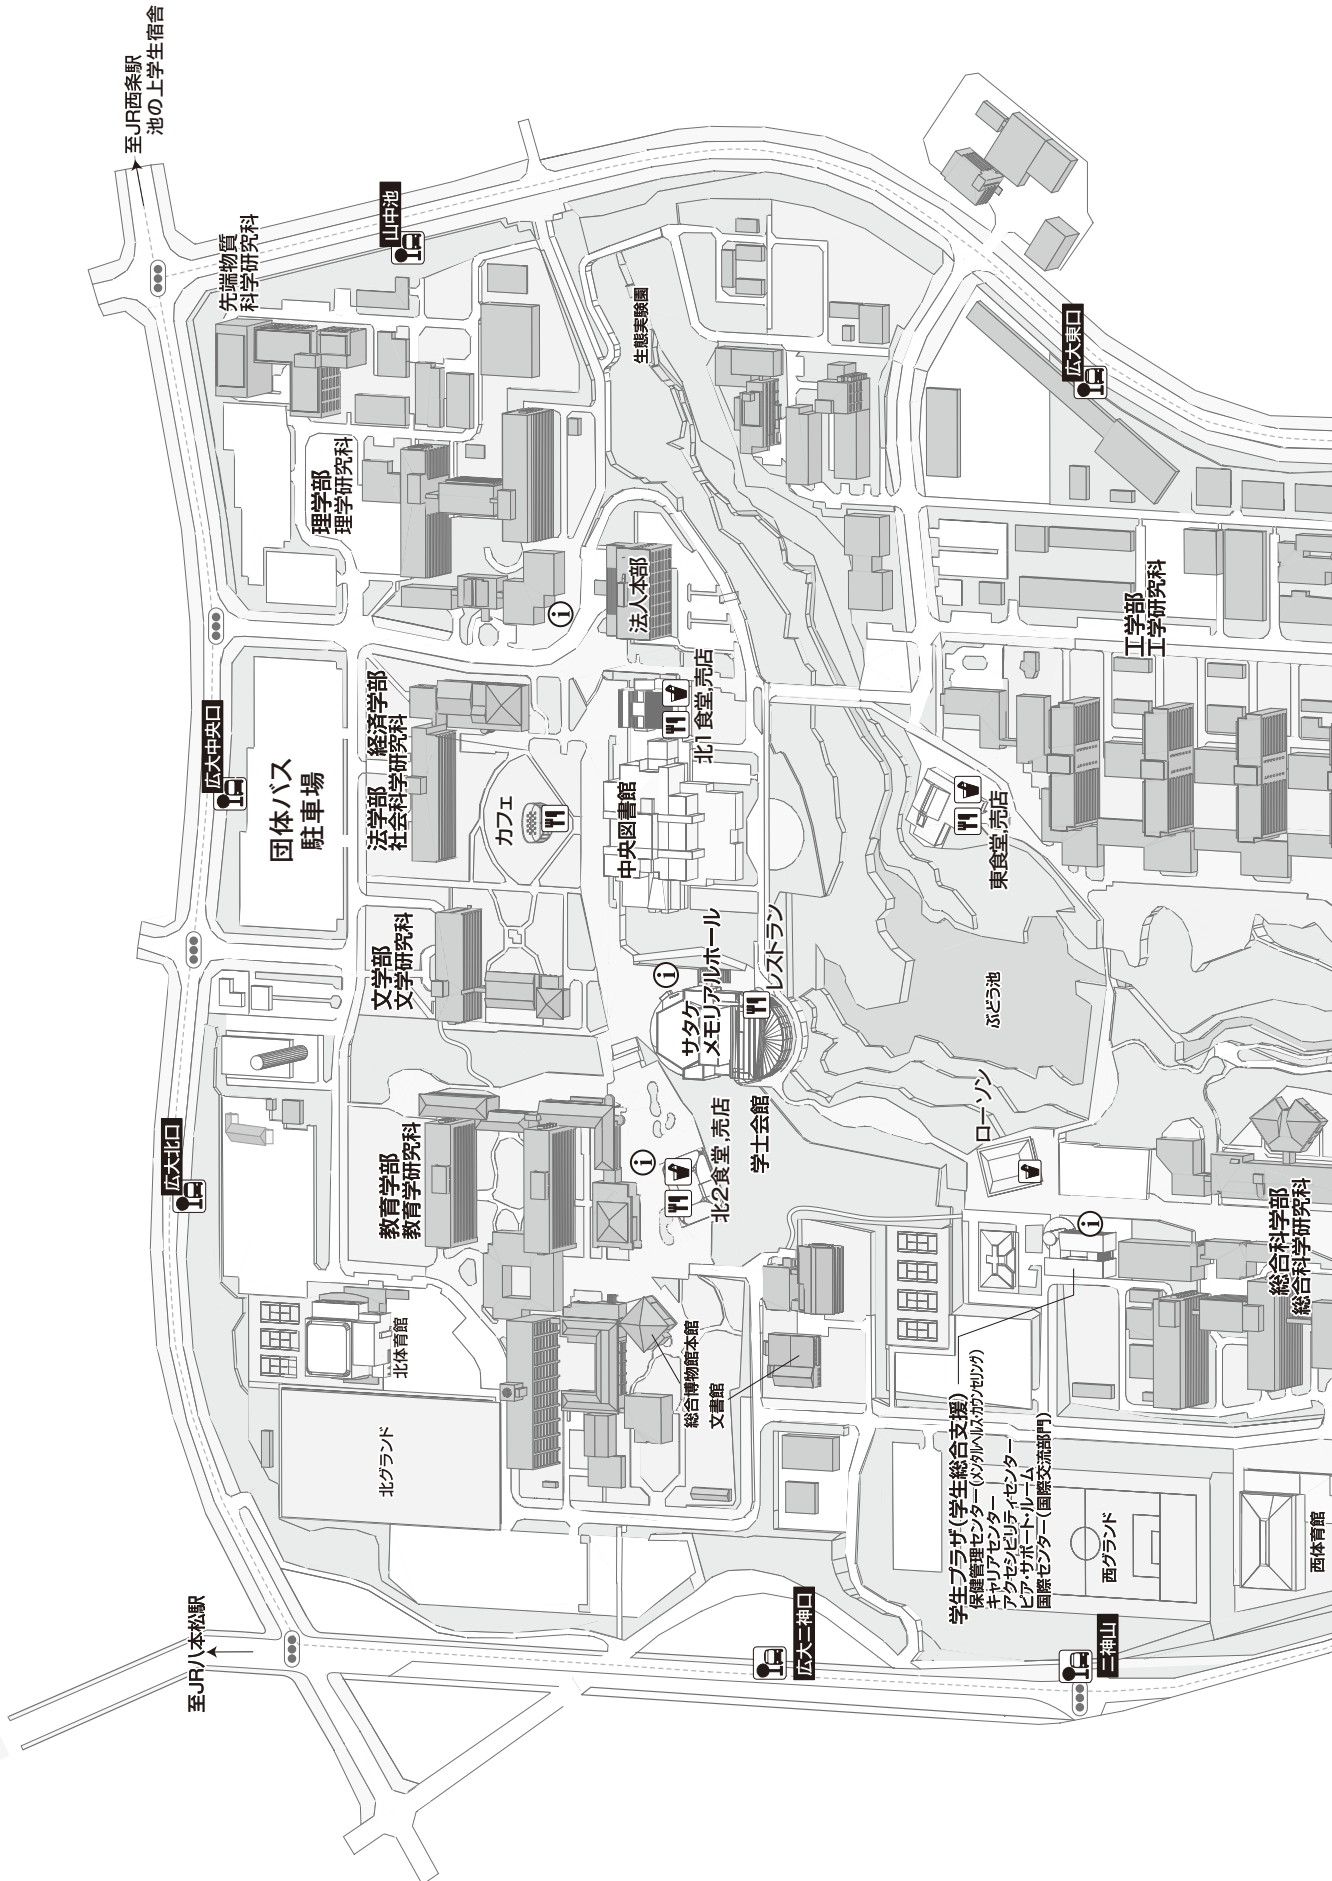 至JR西条駅
池の上学生宿舎
山中池
先端物質
科学研究科
生態実験園
広大東口
理学部
理学研究科
法人本部
工学部
工学研究科
広大中央口
団体バス
駐車場
法学部 経済学部
社会科学研究科
カフェ
北1食堂,売店
中央図書館
東食堂,売店
文学部
文学研究科
サタケ
メモリアルホール
レストラン
ぶどう池
広大北口
教育学部
教育学研究科
北2食堂,売店
学士会館
ローソン
総合科学部
総合科学研究科
北体育館
北グランド
総合博物館本館
文書館
学生プラザ(学生総合支援)
保健管理センター(メンタルヘルス・カウンセリング)
キャリアセンター
アクセシビリティセンター
ピア・サポート・ルーム
国際センター(国際交流部門)
西グランド
西体育館
至JR八本松駅
広大二神口
二神山